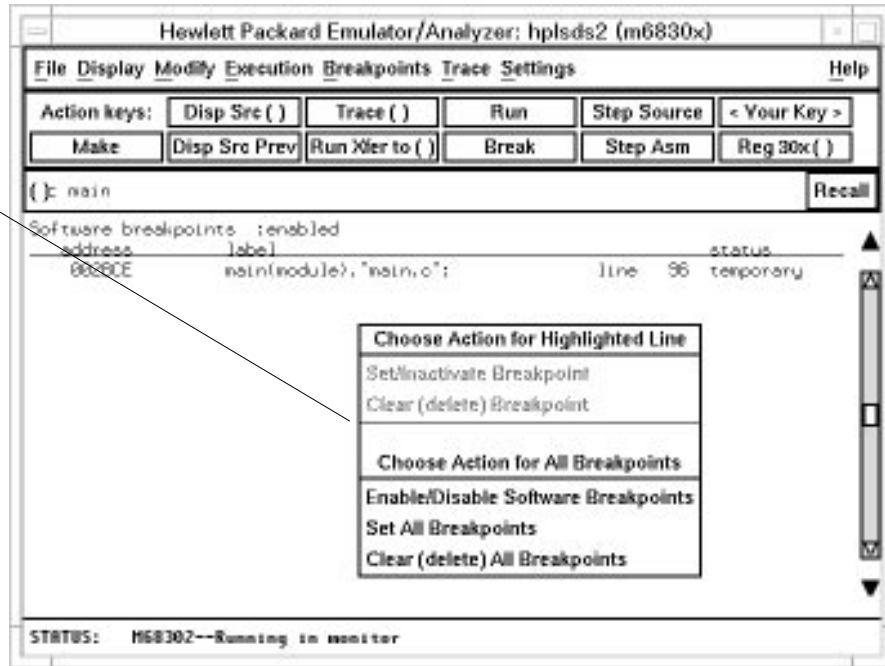 Hewlett Packard Emulator/Analyzer: hplsds2 (m6830x)
File Display Modify Execution Breakpoints Trace Settings Help
Action keys: Disp Src ( ) Trace ( ) Run Step Source < Your Key >
Make Disp Src Prev Run Xfer to ( ) Break Step Asm Reg 30x ( )
( ): main Recall
Software breakpoints :enabled
address label status
main(module),"main.c": line 96 temporary
Choose Action for Highlighted Line
Set/Inactivate Breakpoint
Clear (delete) Breakpoint
Choose Action for All Breakpoints
Enable/Disable Software Breakpoints
Set All Breakpoints
Clear (delete) All Breakpoints
STATUS: M68302--Running in monitor